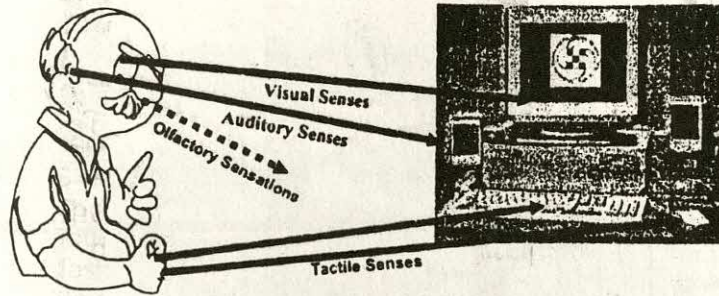 Visual Senses
Auditory Senses
Olfactory Sensations
Tactile Senses